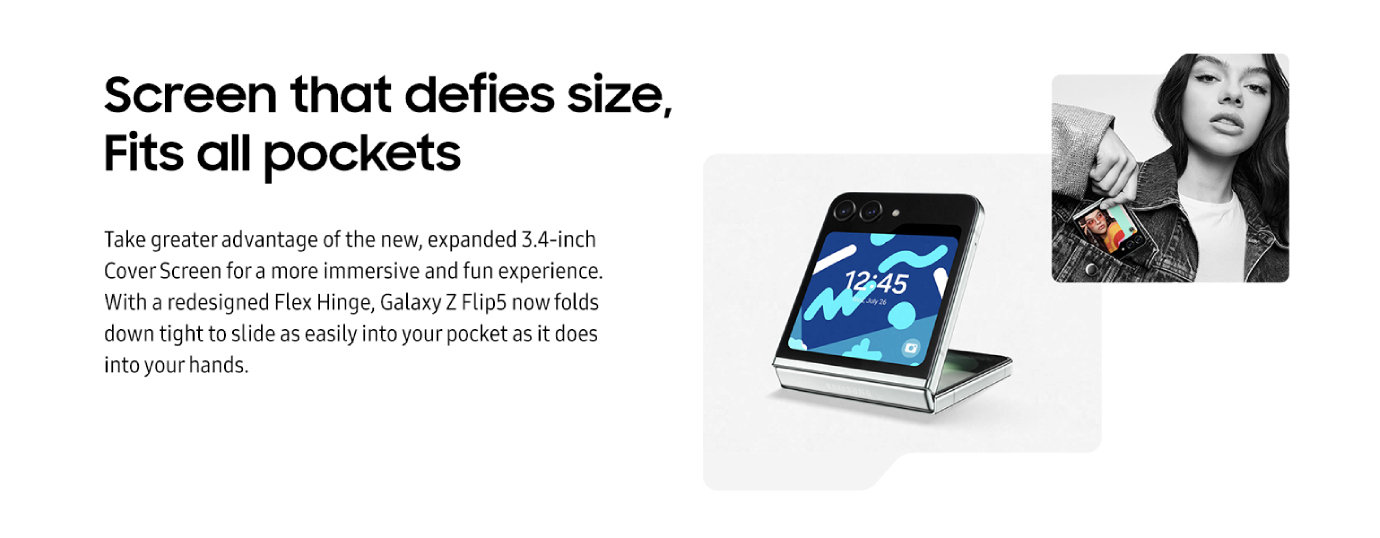 Screen that defies size,
Fits all pockets
Take greater advantage of the new, expanded 3.4-inch
Cover Screen for a more immersive and fun experience.
With a redesigned Flex Hinge, Galaxy Z Flip5 now folds
down tight to slide as easily into your pocket as it does
into your hands.
12:45
July 26
SAMSUNG